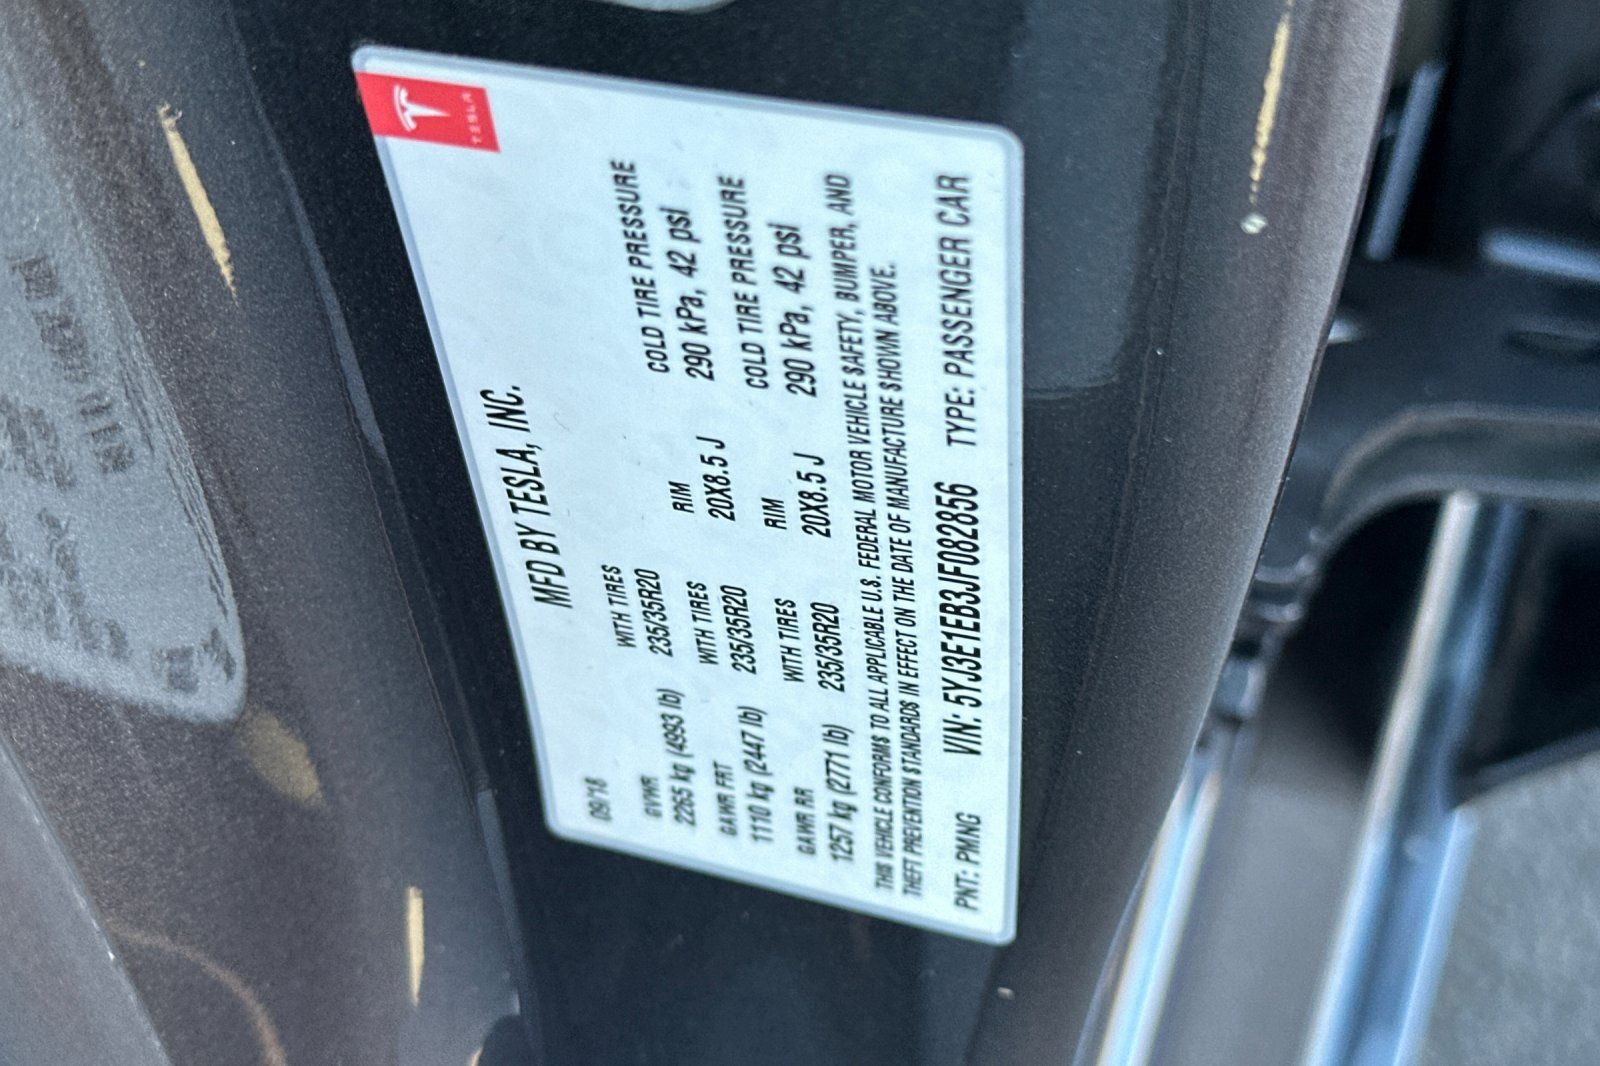 TESLA
MFD BY TESLA, INC.
09/18
GVWR WITH TIRES RIM COLD TIRE PRESSURE
2265 kg (4993 lb) 235/35R20 20X8.5 J 290 kPa, 42 psi
GAWR FRT WITH TIRES RIM COLD TIRE PRESSURE
1110 kg (2447 lb) 235/35R20 20X8.5 J 290 kPa, 42 psi
GAWR RR WITH TIRES
1257 kg (2771 lb) 235/35R20
THIS VEHICLE CONFORMS TO ALL APPLICABLE U.S. FEDERAL MOTOR VEHICLE SAFETY, BUMPER, AND
THEFT PREVENTION STANDARDS IN EFFECT ON THE DATE OF MANUFACTURE SHOWN ABOVE.
PNT: PMNG VIN: 5YJ3E1EB3JF082856 TYPE: PASSENGER CAR